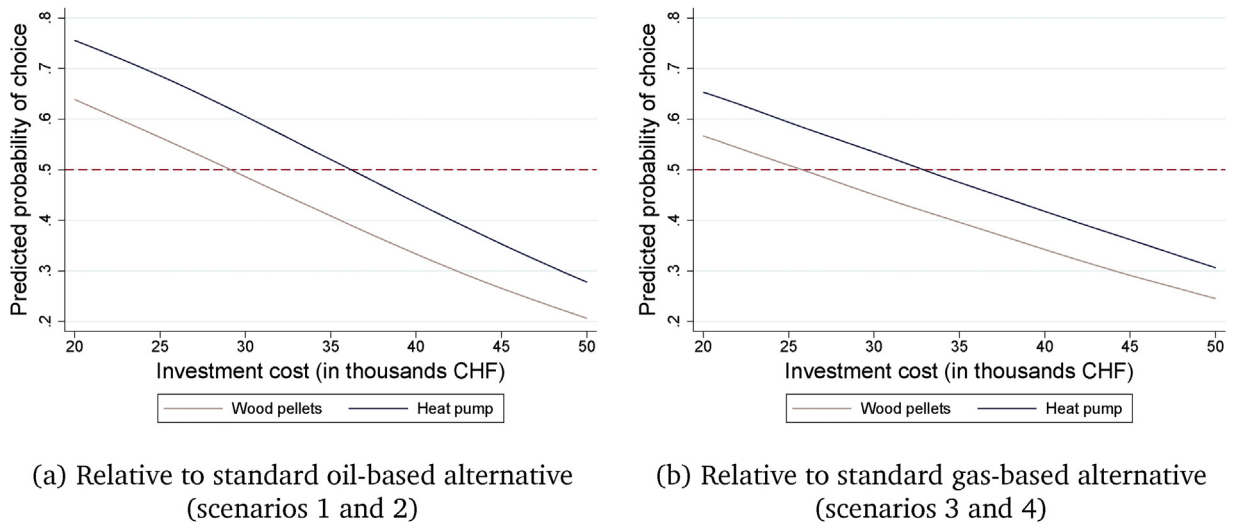 Predicted probability of choice
.8
.7
.6
.5
.4
.3
.2
20 25 30 35 40 45 50
Investment cost (in thousands CHF)
Wood pellets Heat pump
(a) Relative to standard oil-based alternative
(scenarios 1 and 2)
Predicted probability of choice
.8
.7
.6
.5
.4
.3
.2
20 25 30 35 40 45 50
Investment cost (in thousands CHF)
Wood pellets Heat pump
(b) Relative to standard gas-based alternative
(scenarios 3 and 4)